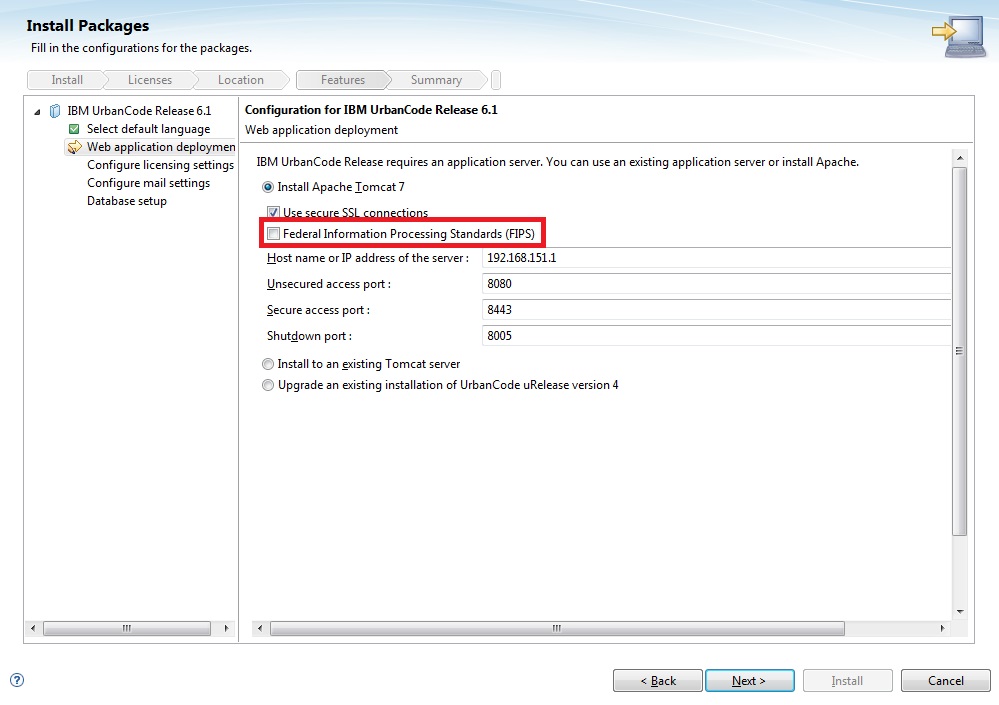 Install Packages
Fill in the configurations for the packages.
Install Licenses Location Features Summary
IBM UrbanCode Release 6.1
Select default language
Web application deploymen
Configure licensing settings
Configure mail settings
Database setup
Configuration for IBM UrbanCode Release 6.1
Web application deployment
IBM UrbanCode Release requires an application server. You can use an existing application server or install Apache.
Install Apache Tomcat 7
Use secure SSL connections
Federal Information Processing Standards (FIPS)
Host name or IP address of the server : 192.168.151.1
Unsecured access port : 8080
Secure access port : 8443
Shutdown port : 8005
Install to an existing Tomcat server
Upgrade an existing installation of UrbanCode uRelease version 4
? < Back Next > Install Cancel